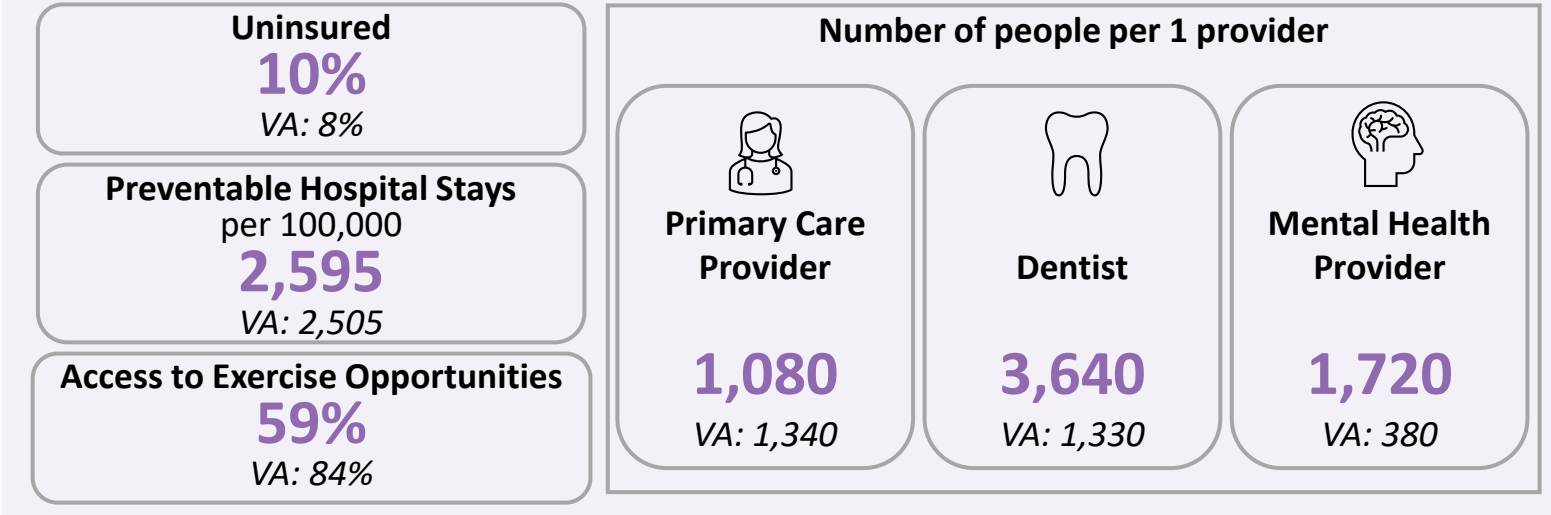 Uninsured
10%
VA: 8%
Preventable Hospital Stays
per 100,000
2,595
VA: 2,505
Access to Exercise Opportunities
59%
VA: 84%
Number of people per 1 provider
Primary Care
Provider
1,080
VA: 1,340
Dentist
3,640
VA: 1,330
Mental Health
Provider
1,720
VA: 380